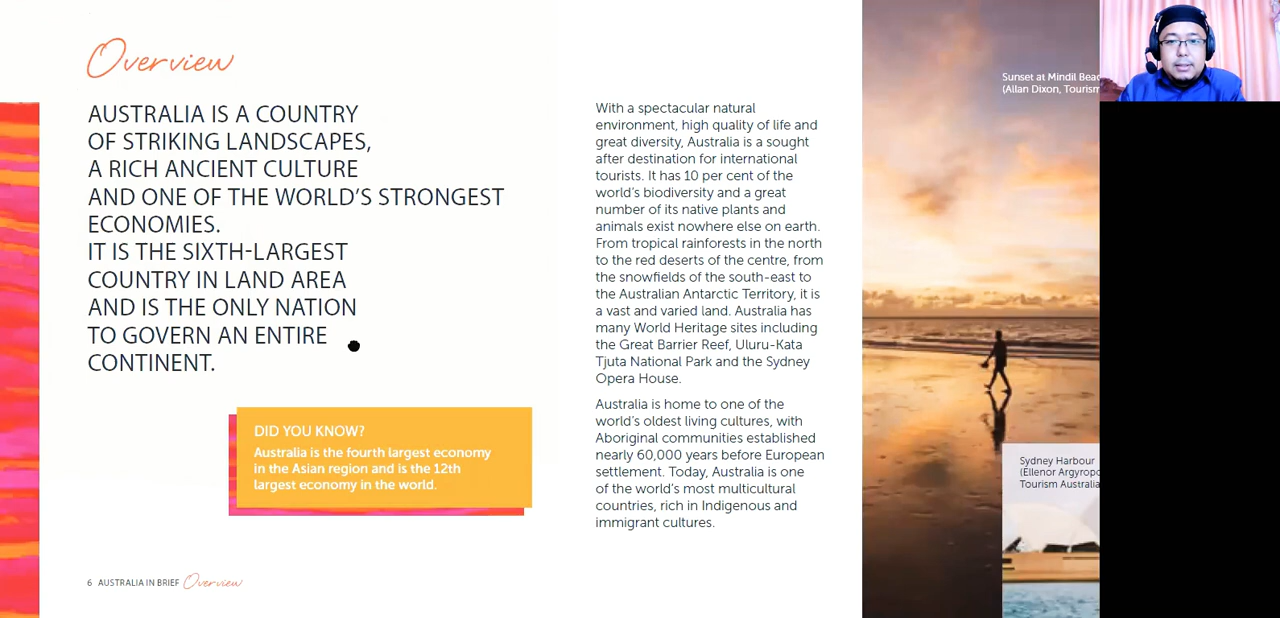 Overview
AUSTRALIA IS A COUNTRY
OF STRIKING LANDSCAPES,
A RICH ANCIENT CULTURE
AND ONE OF THE WORLD'S STRONGEST
ECONOMIES.
IT IS THE SIXTH-LARGEST
COUNTRY IN LAND AREA
AND IS THE ONLY NATION
TO GOVERN AN ENTIRE
CONTINENT.
DID YOU KNOW?
Australia is the fourth largest economy
in the Asian region and is the 12th
largest economy in the world.
6 AUSTRALIA IN BRIEF Overview
With a spectacular natural
environment, high quality of life and
great diversity, Australia is a sought
after destination for international
tourists. It has 10 per cent of the
world's biodiversity and a great
number of its native plants and
animals exist nowhere else on earth.
From tropical rainforests in the north
to the red deserts of the centre, from
the snowfields of the south-east to
the Australian Antarctic Territory, it is
a vast and varied land. Australia has
many World Heritage sites including
the Great Barrier Reef, Uluru-Kata
Tjuta National Park and the Sydney
Opera House.
Australia is home to one of the
world's oldest living cultures, with
Aboriginal communities established
nearly 60,000 years before European
settlement. Today, Australia is one
of the world's most multicultural
countries, rich in Indigenous and
immigrant cultures.
Sunset at Mindil
(Allan Dixon, Tourism
Sydney Harbour
(Ellenor
Tourism Australia